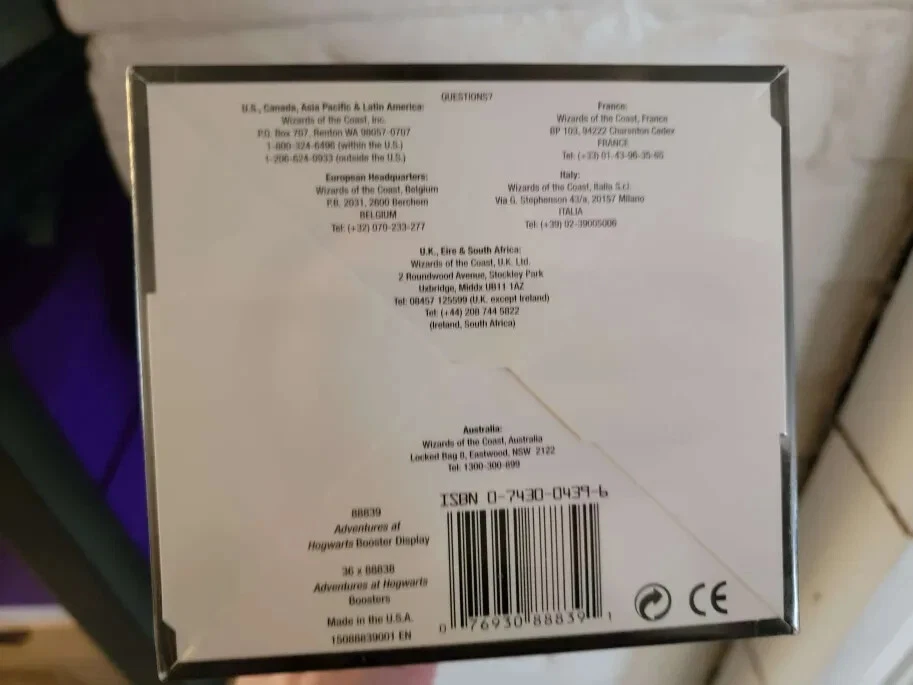 QUESTIONS?
U.S., Canada, Asia Pacific & Latin America:
Wizards of the Coast, Inc.
P.O. Box 707, Renton WA 98057-0707
1-800-324-6496 (within the U.S.)
1-206-624-0933 (outside the U.S.)
France:
Wizards of the Coast, France
BP 103, 94222 Charenton Cedex
FRANCE
Tel: (+33) 01-43-96-35-65
European Headquarters:
Wizards of the Coast, Belgium
P.B. 2031, 2600 Berchem
BELGIUM
Tel: (+32) 070-233-277
Italy:
Wizards of the Coast, Italia S.r.l.
Via G. Stephenson 43/a, 20157 Milano
ITALIA
Tel: (+39) 02-39005006
U.K., Eire & South Africa:
Wizards of the Coast, U.K. Ltd.
2 Roundwood Avenue, Stockley Park
Uxbridge, Middx UB11 1AZ
Tel: 08457 125599 (U.K. except Ireland)
Tel: (+44) 208 744 5822
(Ireland, South Africa)
Australia:
Wizards of the Coast, Australia
Locked Bag 8, Eastwood, NSW 2122
Tel: 1300-300-699
88839
Adventures at
Hogwarts Booster Display
36 x 88838
Adventures at Hogwarts
Boosters
Made in the U.S.A.
15088839001 EN
ISBN 0-7430-0439-6
0 76930 88839 1
CE